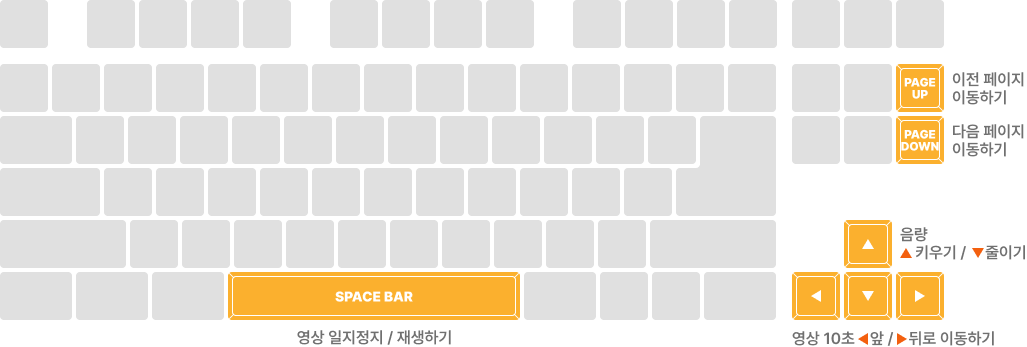 PAGE
UP
이전 페이지
이동하기
PAGE
DOWN
다음 페이지
이동하기
음량
▲ 키우기 / ▼줄이기
SPACE BAR
영상 일지정지 / 재생하기
영상 10초 ◀앞 / ▶뒤로 이동하기